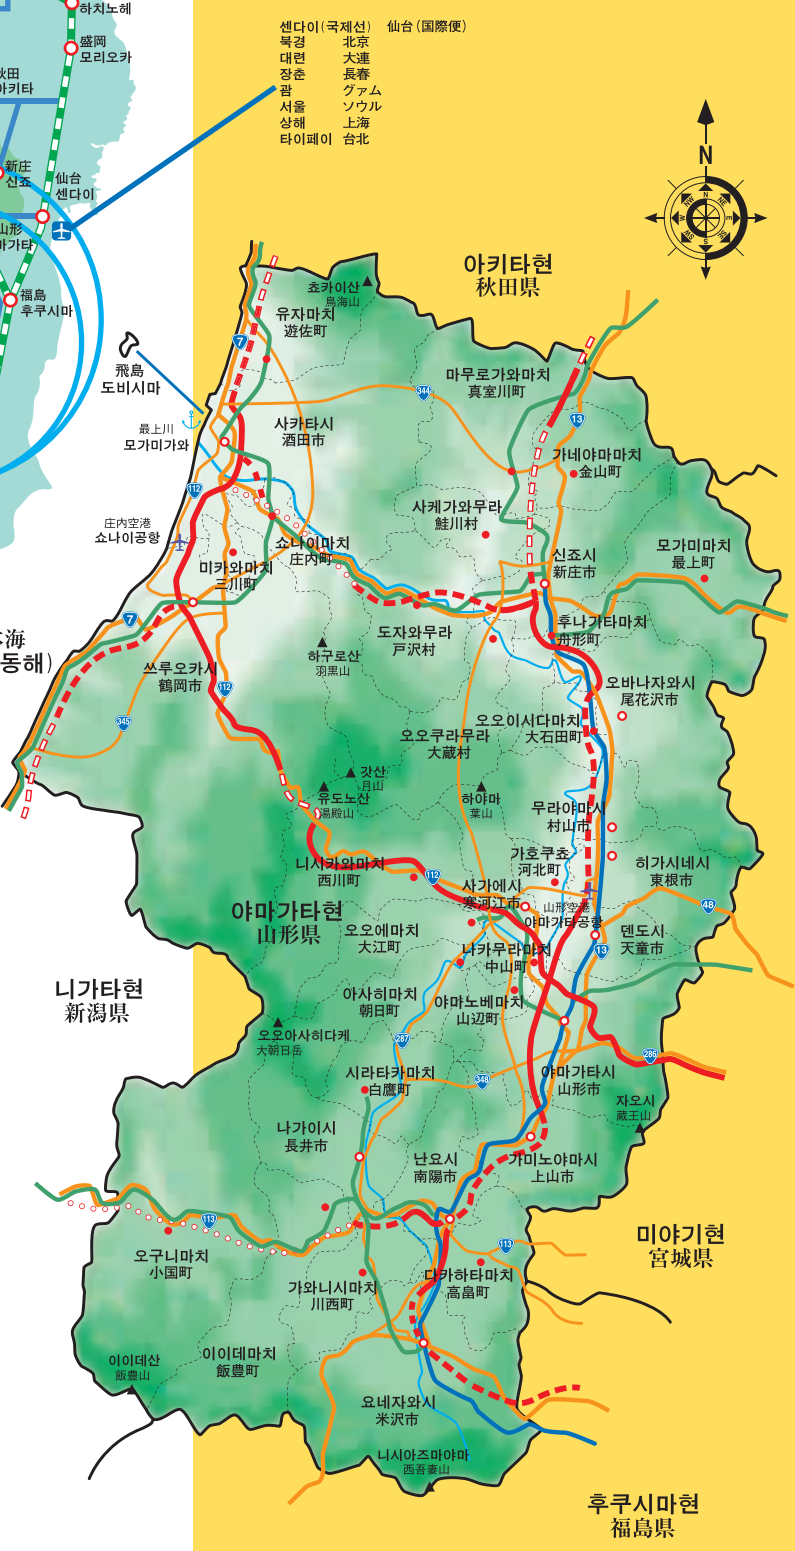 하치노헤
盛岡
모리오카
秋田
아키타
新庄
신죠
仙台
센다이
山形
福島
후쿠시마
센다이(국제선) 仙台(国際便)
북경 北京
대련 大連
장춘 長春
괌 グァム
서울 ソウル
상해 上海
타이페이 台北
N
N
NE
E
SE
S
SW
W
NW
아키타현
秋田県
쵸카이산
鳥海山
유자마치
遊佐町
7
飛島
도비시마
마무로가와마치
真室川町
344
13
最上川
모가미가와
사카타시
酒田市
가네야마마치
金山町
112
사케가와무라
鮭川村
庄内空港
쇼나이공항
쇼나이마치
庄内町
미카와마치
三川町
신죠시
新庄市
모가미마치
最上町
7
도자와무라
戸沢村
후나가타마치
舟形町
하구로산
羽黒山
동해)
쓰루오카시
鶴岡市
112
345
오바나자와시
尾花沢市
오오이시다마치
大石田町
오오쿠라무라
大蔵村
갓산
月山
유도노산
湯殿山
하야마
葉山
무라야마시
村山市
니시카와마치
西川町
112
가호쿠쵸
河北町
히가시네시
東根市
사가에시
寒河江市
48
山形空港
야마가타공항
야마가타현
山形県
오오에마치
大江町
덴도시
天童市
13
나카무라마치
中山町
니가타현
新潟県
아사히마치
朝日町
야마노베마치
山辺町
오오아사히다케
大朝日岳
287
286
시라타카마치
白鷹町
348
야마가타시
山形市
자오시
蔵王山
나가이시
長井市
난요시
南陽市
가미노야마시
上山市
113
113
오구니마치
小国町
미야기현
宮城県
가와니시마치
川西町
다카하타마치
高畠町
이이데산
飯豊山
이이데마치
飯豊町
요네자와시
米沢市
니시아즈마야마
西吾妻山
후쿠시마현
福島県